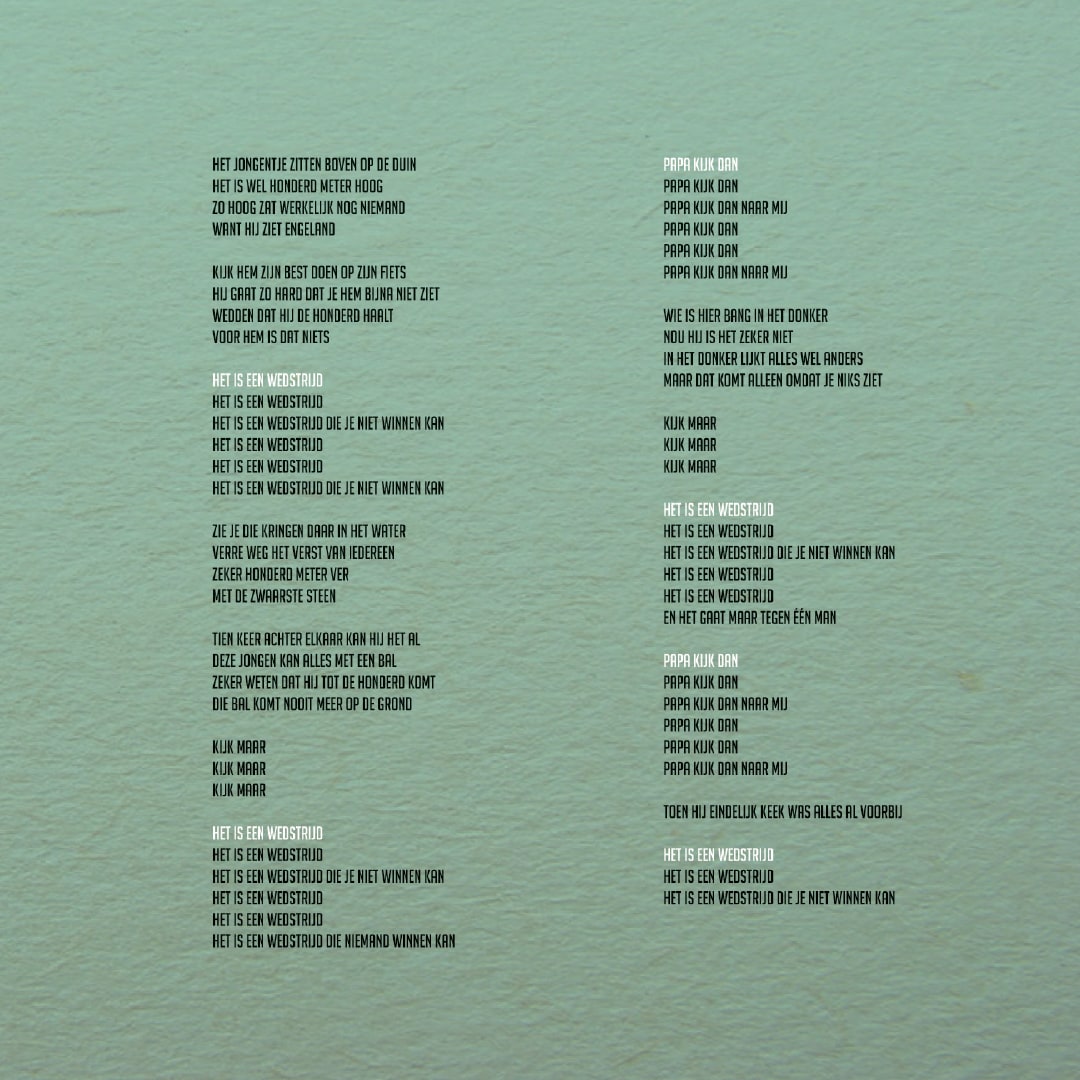 HET JONGENTJE ZITTEN BOVEN OP DE DUIN
HET IS WEL HONDERD METER HOOG
ZO HOOG ZAT WERKELIJK NOG NIEMAND
WANT HIJ ZIET ENGELAND
KIJK HEM ZIJN BEST DOEN OP ZIJN FIETS
HIJ GAAT ZO HARD DAT JE HEM BIJNA NIET ZIET
WEDDEN DAT HIJ DE HONDERD HAALT
VOOR HEM IS DAT NIETS
HET IS EEN WEDSTRIJD
HET IS EEN WEDSTRIJD
HET IS EEN WEDSTRIJD DIE JE NIET WINNEN KAN
HET IS EEN WEDSTRIJD
HET IS EEN WEDSTRIJD
HET IS EEN WEDSTRIJD DIE JE NIET WINNEN KAN
ZIE JE DIE KRINGEN DAAR IN HET WATER
VERRE WEG HET VERST VAN IEDEREEN
ZEKER HONDERD METER VER
MET DE ZWAARSTE STEEN
TIEN KEER ACHTER ELKAAR KAN HIJ HET AL
DEZE JONGEN KAN ALLES MET EEN BAL
ZEKER WETEN DAT HIJ TOT DE HONDERD KOMT
DIE BAL KOMT NOOIT MEER OP DE GROND
KIJK MAAR
KIJK MAAR
KIJK MAAR
HET IS EEN WEDSTRIJD
HET IS EEN WEDSTRIJD
HET IS EEN WEDSTRIJD DIE JE NIET WINNEN KAN
HET IS EEN WEDSTRIJD
HET IS EEN WEDSTRIJD
HET IS EEN WEDSTRIJD DIE NIEMAND WINNEN KAN
PAPA KIJK DAN
PAPA KIJK DAN
PAPA KIJK DAN NAAR MIJ
PAPA KIJK DAN
PAPA KIJK DAN
PAPA KIJK DAN NAAR MIJ
WIE IS HIER BANG IN HET DONKER
NOU HIJ IS HET ZEKER NIET
IN HET DONKER LIJKT ALLES WEL ANDERS
MAAR DAT KOMT ALLEEN OMDAT JE NIKS ZIET
KIJK MAAR
KIJK MAAR
KIJK MAAR
HET IS EEN WEDSTRIJD
HET IS EEN WEDSTRIJD
HET IS EEN WEDSTRIJD DIE JE NIET WINNEN KAN
HET IS EEN WEDSTRIJD
HET IS EEN WEDSTRIJD
EN HET GAAT MAAR TEGEN ÉÉN MAN
PAPA KIJK DAN
PAPA KIJK DAN
PAPA KIJK DAN NAAR MIJ
PAPA KIJK DAN
PAPA KIJK DAN
PAPA KIJK DAN NAAR MIJ
TOEN HIJ EINDELIJK KEEK WAS ALLES AL VOORBIJ
HET IS EEN WEDSTRIJD
HET IS EEN WEDSTRIJD
HET IS EEN WEDSTRIJD DIE JE NIET WINNEN KAN